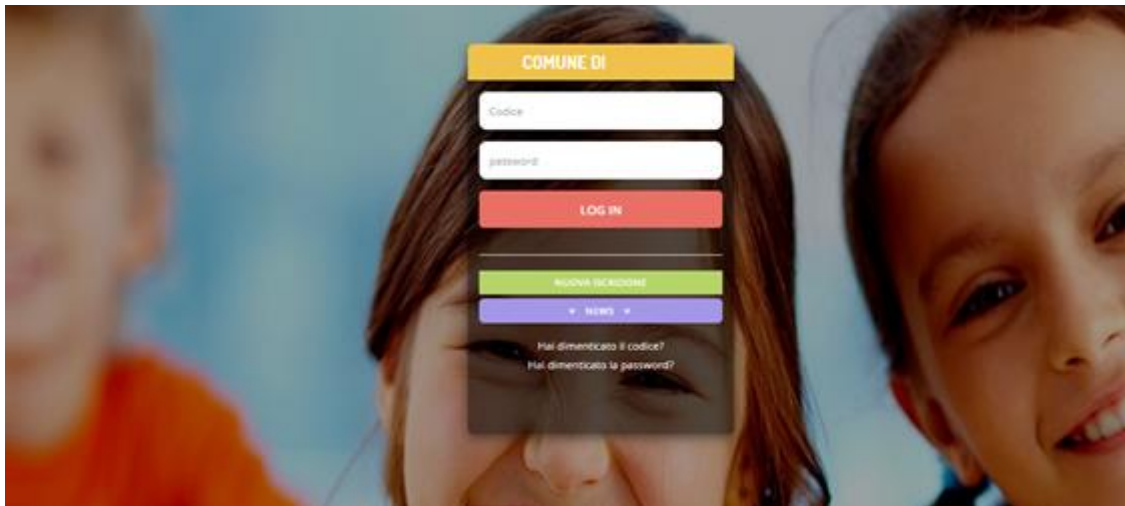 COMUNE DI
Codice
password
LOG IN
NUOVA ISCRIZIONE
NEWS
Hai dimenticato il codice?
Hai dimenticato la password?